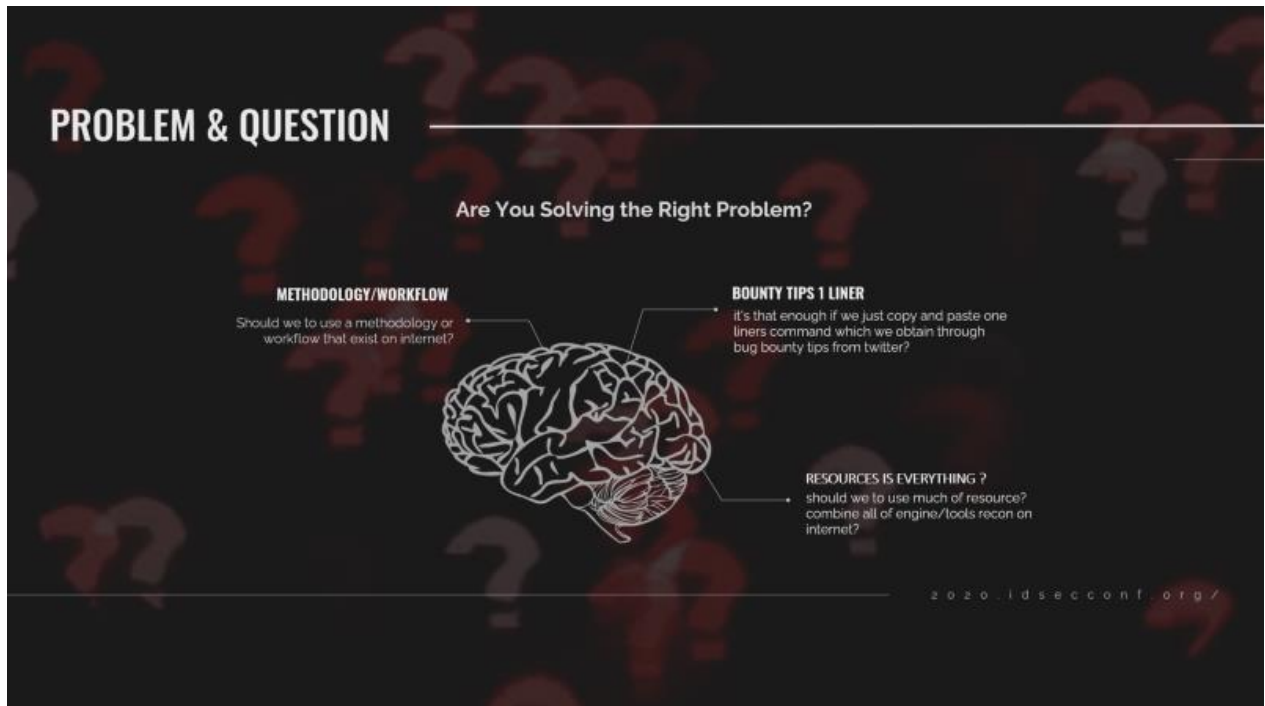 PROBLEM & QUESTION
Are You Solving the Right Problem?
METHODOLOGY/WORKFLOW
Should we to use a methodology or
workflow that exist on internet?
BOUNTY TIPS 1 LINER
it's that enough if we just copy and paste one
liners command which we obtain through
bug bounty tips from twitter?
RESOURCES IS EVERYTHING ?
should we to use much of resource?
combine all of engine/tools recon on
internet?
2020.idsecconf.org/